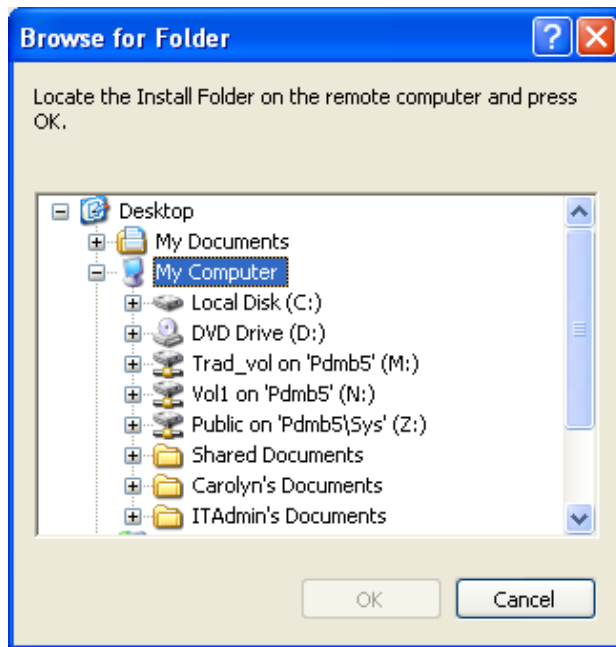 Browse for Folder
Locate the Install Folder on the remote computer and press
OK.
Desktop
My Documents
My Computer
Local Disk (C:)
DVD Drive (D:)
Trad_vol on 'Pdmb5' (M:)
Vol1 on 'Pdmb5' (N:)
Public on 'Pdmb5\Sys' (Z:)
Shared Documents
Carolyn's Documents
ITAdmin's Documents
OK
Cancel